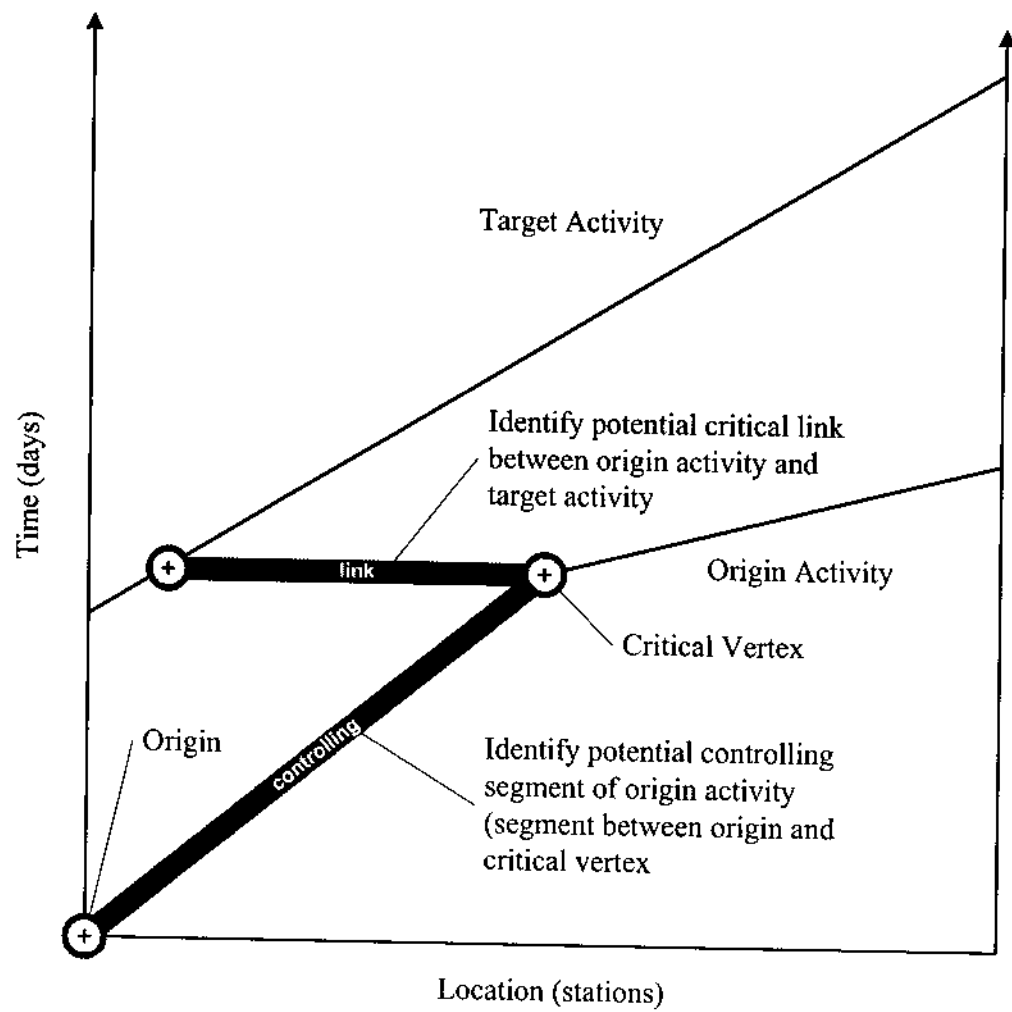 Target Activity
Identify potential critical link
between origin activity and
target activity
Time (days)
link
Origin Activity
Critical Vertex
Origin
controlling
Identify potential controlling
segment of origin activity
(segment between origin and
critical vertex
Location (stations)